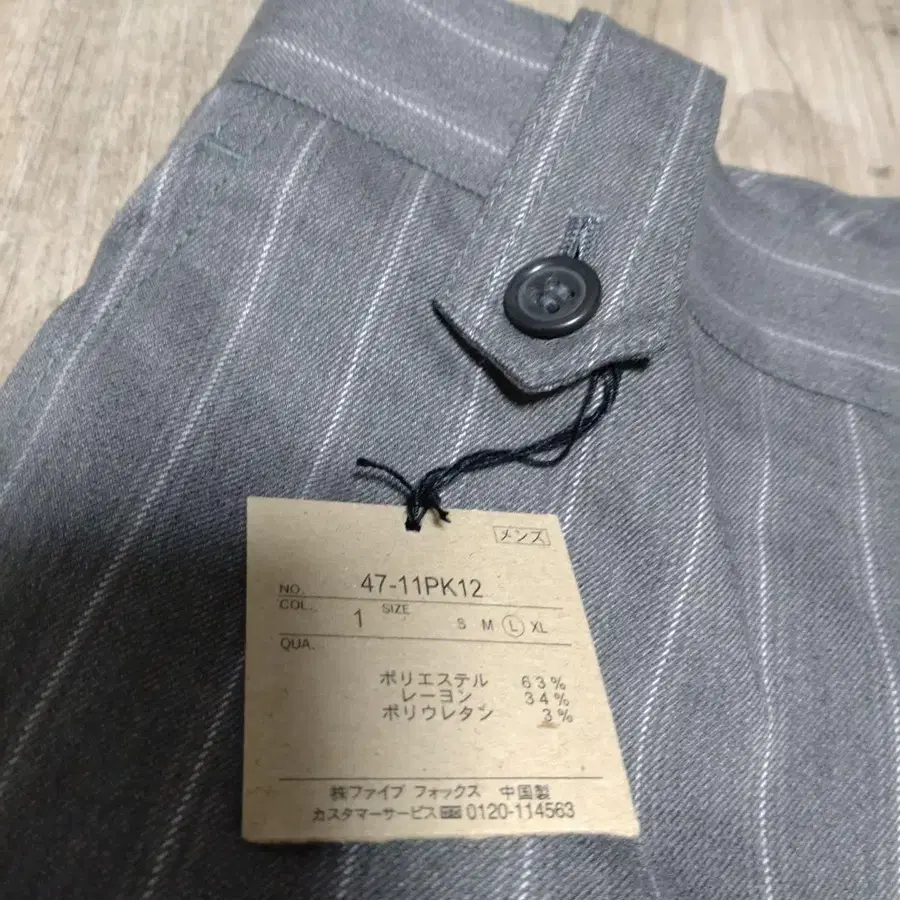 メンズ
NO. 47-11PK12
COL. 1 SIZE S M L XL
QUA.
ポリエステル 63%
レーヨン 34%
ポリウレタン 3%
㈱ファイブ フォックス 中国製
カスタマーサービス 0120-114563